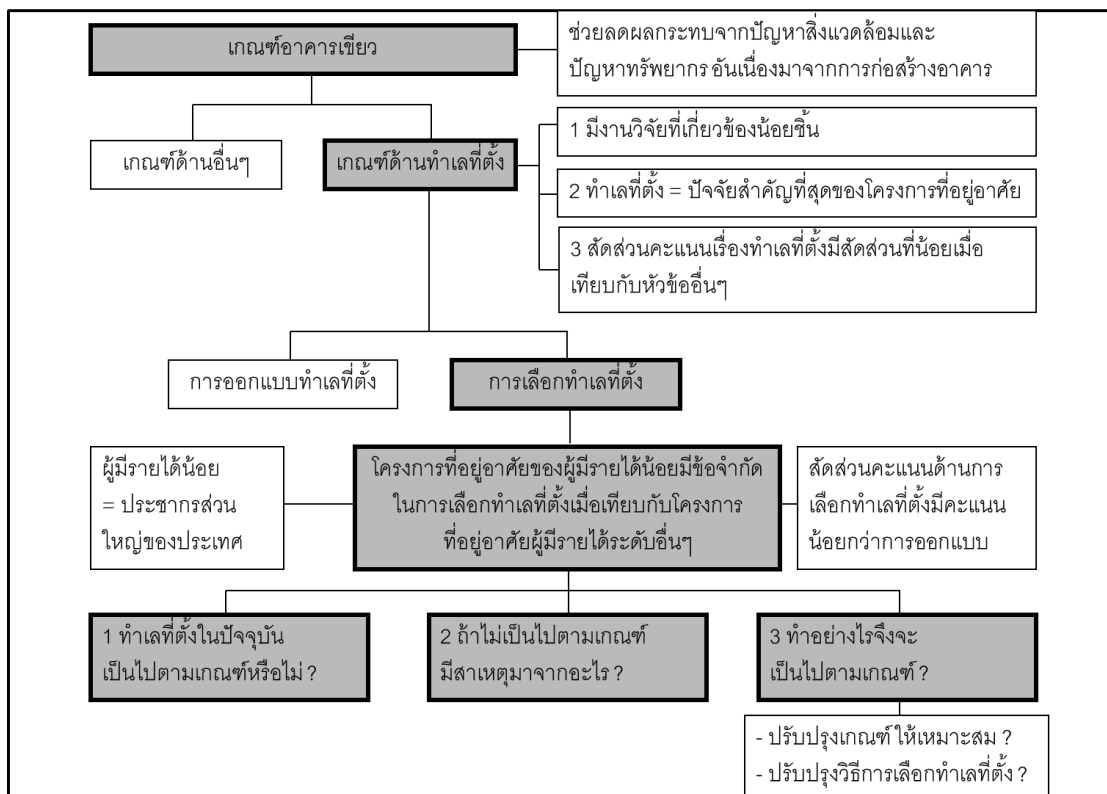 เกณฑ์อาคารเขียว
ช่วยลดผลกระทบจากปัญหาสิ่งแวดล้อมและ
ปัญหาทรัพยากร อันเนื่องมาจากการก่อสร้างอาคาร
เกณฑ์ด้านอื่นๆ
เกณฑ์ด้านทำเลที่ตั้ง
1 มีงานวิจัยที่เกี่ยวข้องน้อยชิ้น
2 ทำเลที่ตั้ง = ปัจจัยสำคัญที่สุดของโครงการที่อยู่อาศัย
3 สัดส่วนคะแนนเรื่องทำเลที่ตั้งมีสัดส่วนที่น้อยเมื่อ
เทียบกับหัวข้ออื่นๆ
การออกแบบทำเลที่ตั้ง
การเลือกทำเลที่ตั้ง
ผู้มีรายได้น้อย
= ประชากรส่วน
ใหญ่ของประเทศ
โครงการที่อยู่อาศัยของผู้มีรายได้น้อยมีข้อจำกัด
ในการเลือกทำเลที่ตั้งเมื่อเทียบกับโครงการ
ที่อยู่อาศัยผู้มีรายได้ระดับอื่นๆ
สัดส่วนคะแนนด้านการ
เลือกทำเลที่ตั้งมีคะแนน
น้อยกว่าการออกแบบ
1 ทำเลที่ตั้งในปัจจุบัน
เป็นไปตามเกณฑ์หรือไม่ ?
2 ถ้าไม่เป็นไปตามเกณฑ์
มีสาเหตุมาจากอะไร ?
3 ทำอย่างไรจึงจะ
เป็นไปตามเกณฑ์ ?
- ปรับปรุงเกณฑ์ ให้เหมาะสม ?
- ปรับปรุงวิธีการเลือกทำเลที่ตั้ง ?